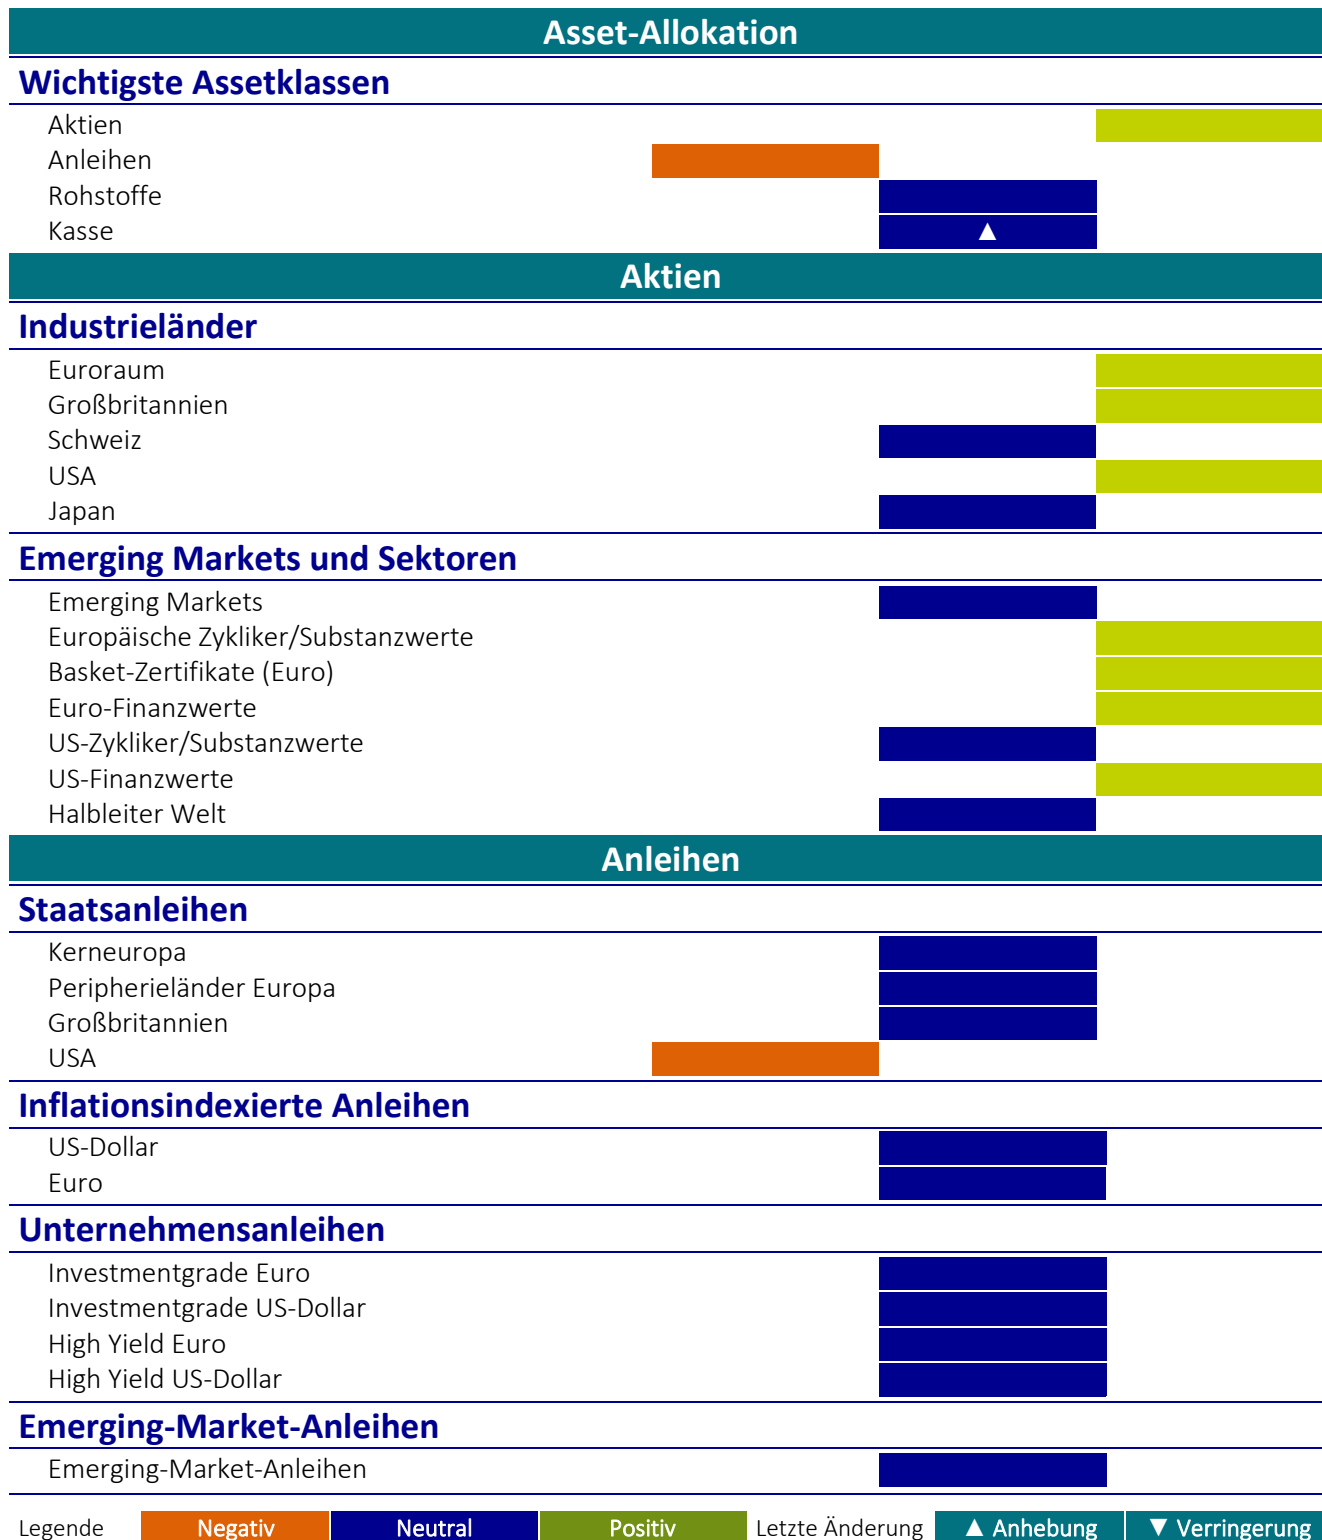 Asset-Allokation
Wichtigste Assetklassen
Aktien
Anleihen
Rohstoffe
Kasse ▲
Aktien
Industrieländer
Euroraum
Großbritannien
Schweiz
USA
Japan
Emerging Markets und Sektoren
Emerging Markets
Europäische Zykliker/Substanzwerte
Basket-Zertifikate (Euro)
Euro-Finanzwerte
US-Zykliker/Substanzwerte
US-Finanzwerte
Halbleiter Welt
Anleihen
Staatsanleihen
Kerneuropa
Peripherieländer Europa
Großbritannien
USA
Inflationsindexierte Anleihen
US-Dollar
Euro
Unternehmensanleihen
Investmentgrade Euro
Investmentgrade US-Dollar
High Yield Euro
High Yield US-Dollar
Emerging-Market-Anleihen
Emerging-Market-Anleihen
Legende Negativ Neutral Positiv Letzte Änderung ▲ Anhebung ▼ Verringerung